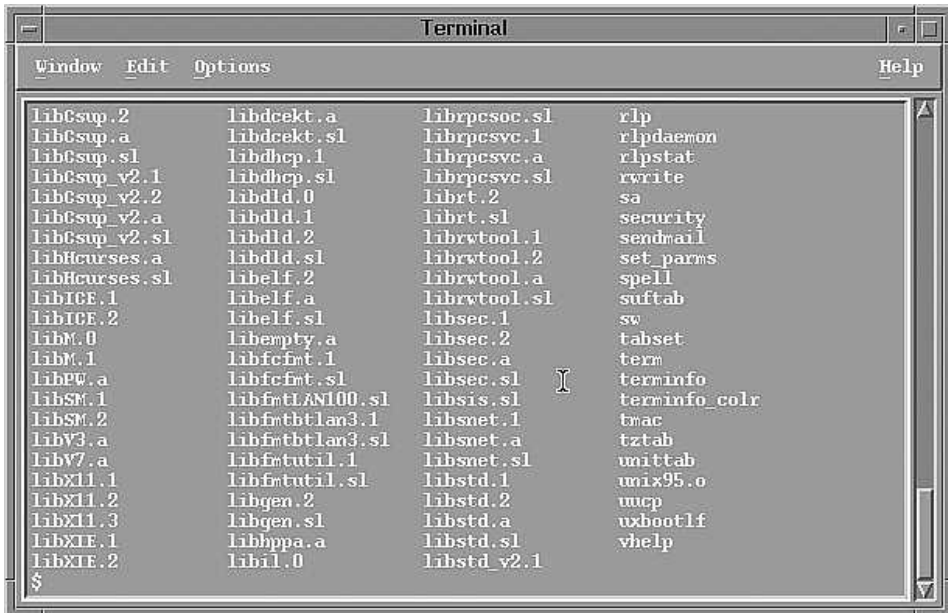 Terminal
Window Edit Options Help
libCsup.2 libdcekt.a librpcsoc.sl rlp
libCsup.a libdcekt.sl librpcsvc.1 rlpdaemon
libCsup.sl libdhcp.1 librpcsvc.a rlpstat
libCsup_v2.1 libdhcp.sl librpcsvc.sl rwrite
libCsup_v2.2 libdld.0 librt.2 sa
libCsup_v2.a libdld.1 librt.sl security
libCsup_v2.sl libdld.2 librwtool.1 sendmail
libHcurses.a libdld.sl librwtool.2 set_parms
libHcurses.sl libelf.2 librwtool.a spell
libICE.1 libelf.a librwtool.sl suftab
libICE.2 libelf.sl libsec.1 sw
libM.0 libempty.a libsec.2 tabset
libM.1 libfcfmt.1 libsec.a term
libPW.a libfcfmt.sl libsec.sl terminfo
libSM.1 libfmtLAN100.sl libsis.sl terminfo_colr
libSM.2 libfmtbtlan3.1 libsnet.1 tmac
libV3.a libfmtbtlan3.sl libsnet.a tztab
libV7.a libfmtutil.1 libsnet.sl unittab
libX11.1 libfmtutil.sl libstd.1 unix95.o
libX11.2 libgen.2 libstd.2 uucp
libX11.3 libgen.sl libstd.a uxbootlf
libXIE.1 libhppa.a libstd.sl vhelp
libXIE.2 libil.0 libstd_v2.1
$